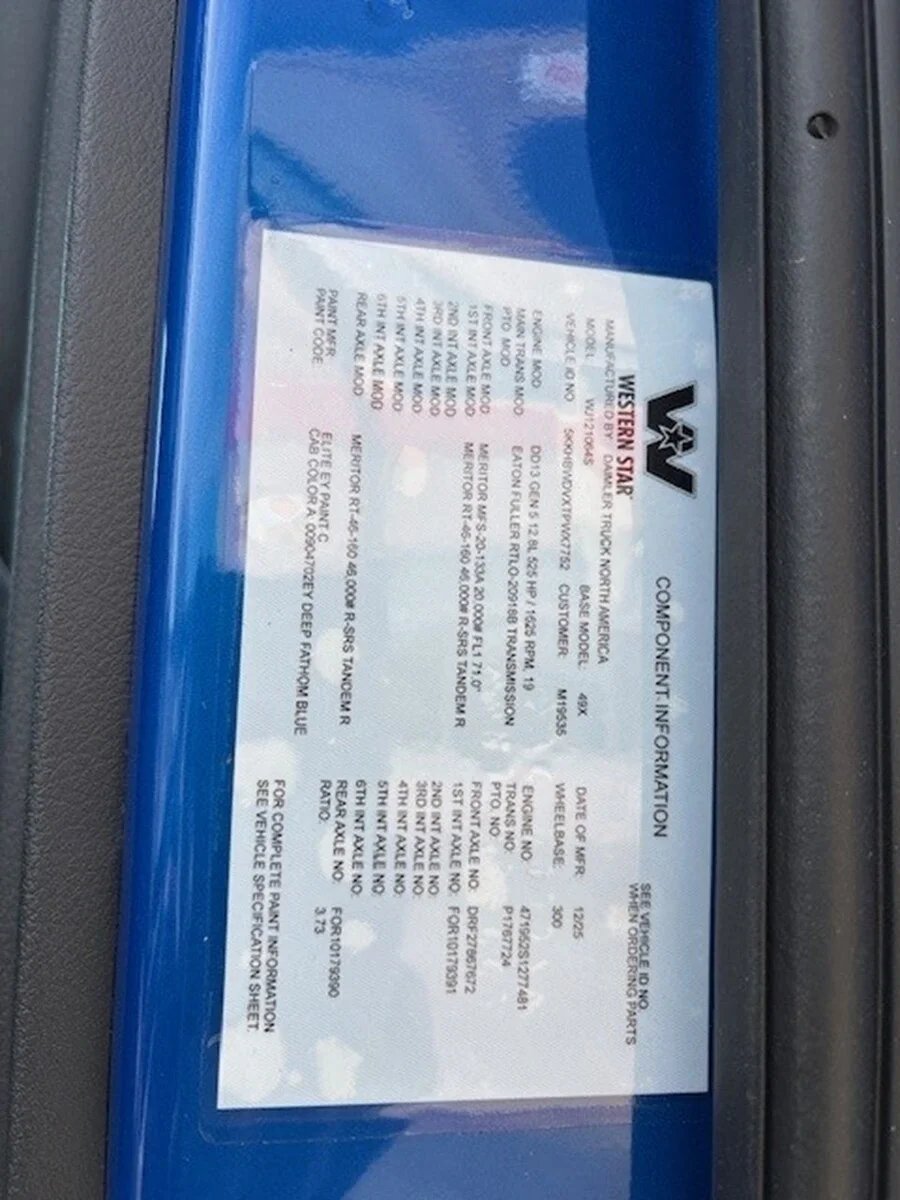 WESTERN STAR
COMPONENT INFORMATION
SEE VEHICLE ID NO.
WHEN ORDERING PARTS
MANUFACTURED BY DAIMLER TRUCK NORTH AMERICA
MODEL WJ121064S BASE MODEL: 49X DATE OF MFR: 12/25
VEHICLE ID NO CUSTOMER: M19535 WHEELBASE: 300
ENGINE MOD DD13 GEN 5 12.8L 525 HP / 1625 RPM, 19 ENGINE NO: 471952S1277481
MAIN TRANS MOD EATON FULLER RTLO-20918B TRANSMISSION TRANS NO: P1767724
PTO MOD PTO. NO:
FRONT AXLE MOD MERITOR MFS-20-133A 20,000# FL1 71.0" FRONT AXLE NO: DRF27867672
1ST INT AXLE MOD MERITOR RT-46-160 46,000# R-SRS TANDEM R 1ST INT AXLE NO: FOR10179391
2ND INT AXLE MOD 2ND INT AXLE NO:
3RD INT AXLE MOD 3RD INT AXLE NO:
4TH INT AXLE MOD 4TH INT AXLE NO:
5TH INT AXLE MOD 5TH INT AXLE NO:
6TH INT AXLE MOD 6TH INT AXLE NO:
REAR AXLE MOD MERITOR RT-46-160 46,000# R-SRS TANDEM R REAR AXLE NO: FOR10179390
RATIO: 3.73
PAINT MFR ELITE EY PAINT C
PAINT CODE: CAB COLOR A: 00904702EY DEEP FATHOM BLUE
FOR COMPLETE PAINT INFORMATION
SEE VEHICLE SPECIFICATION SHEET.